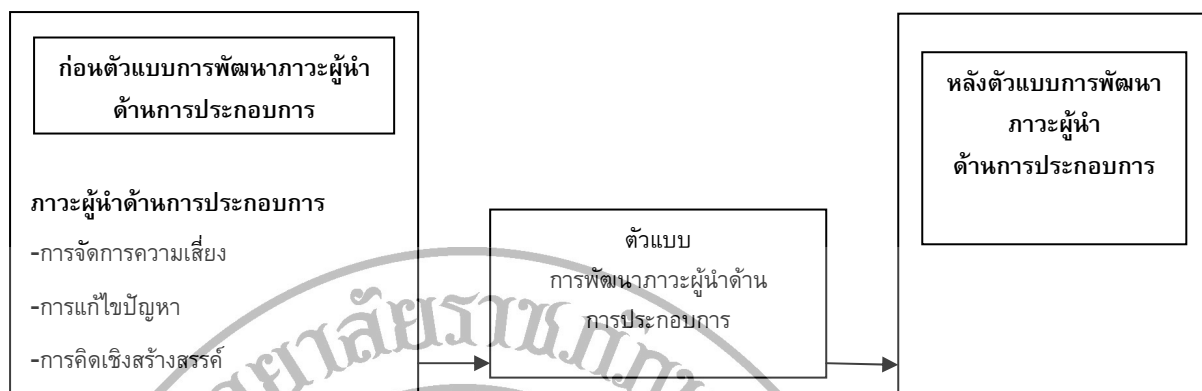 ก่อนตัวแบบการพัฒนาภาวะผู้นำ
ด้านการประกอบการ
ภาวะผู้นำด้านการประกอบการ
-การจัดการความเสี่ยง
-การแก้ไขปัญหา
-การคิดเชิงสร้างสรรค์
ตัวแบบ
การพัฒนาภาวะผู้นำด้าน
การประกอบการ
หลังตัวแบบการพัฒนา
ภาวะผู้นำ
ด้านการประกอบการ